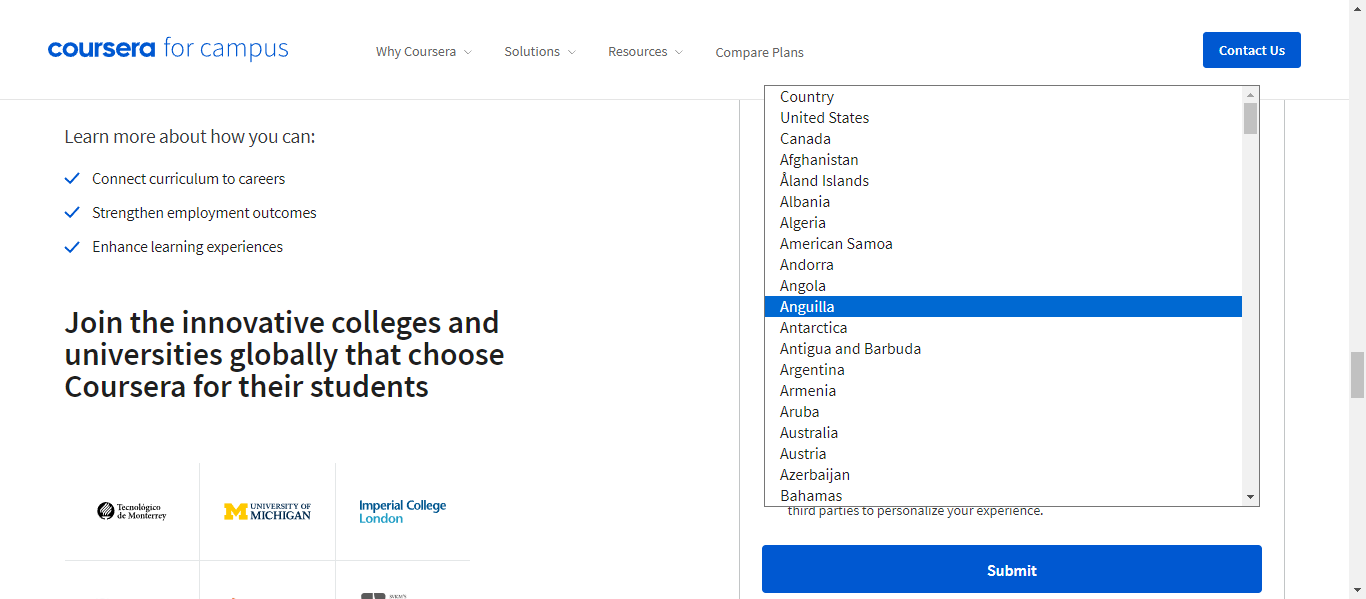 coursera for campus
Why Coursera
Solutions
Resources
Compare Plans
Contact Us
Learn more about how you can:
Connect curriculum to careers
Strengthen employment outcomes
Enhance learning experiences
Join the innovative colleges and
universities globally that choose
Coursera for their students
Tecnológico
de Monterrey
UNIVERSITY OF
MICHIGAN
Imperial College
London
Country
United States
Canada
Afghanistan
Åland Islands
Albania
Algeria
American Samoa
Andorra
Angola
Anguilla
Antarctica
Antigua and Barbuda
Argentina
Armenia
Aruba
Australia
Austria
Azerbaijan
Bahamas
third parties to personalize your experience.
Submit